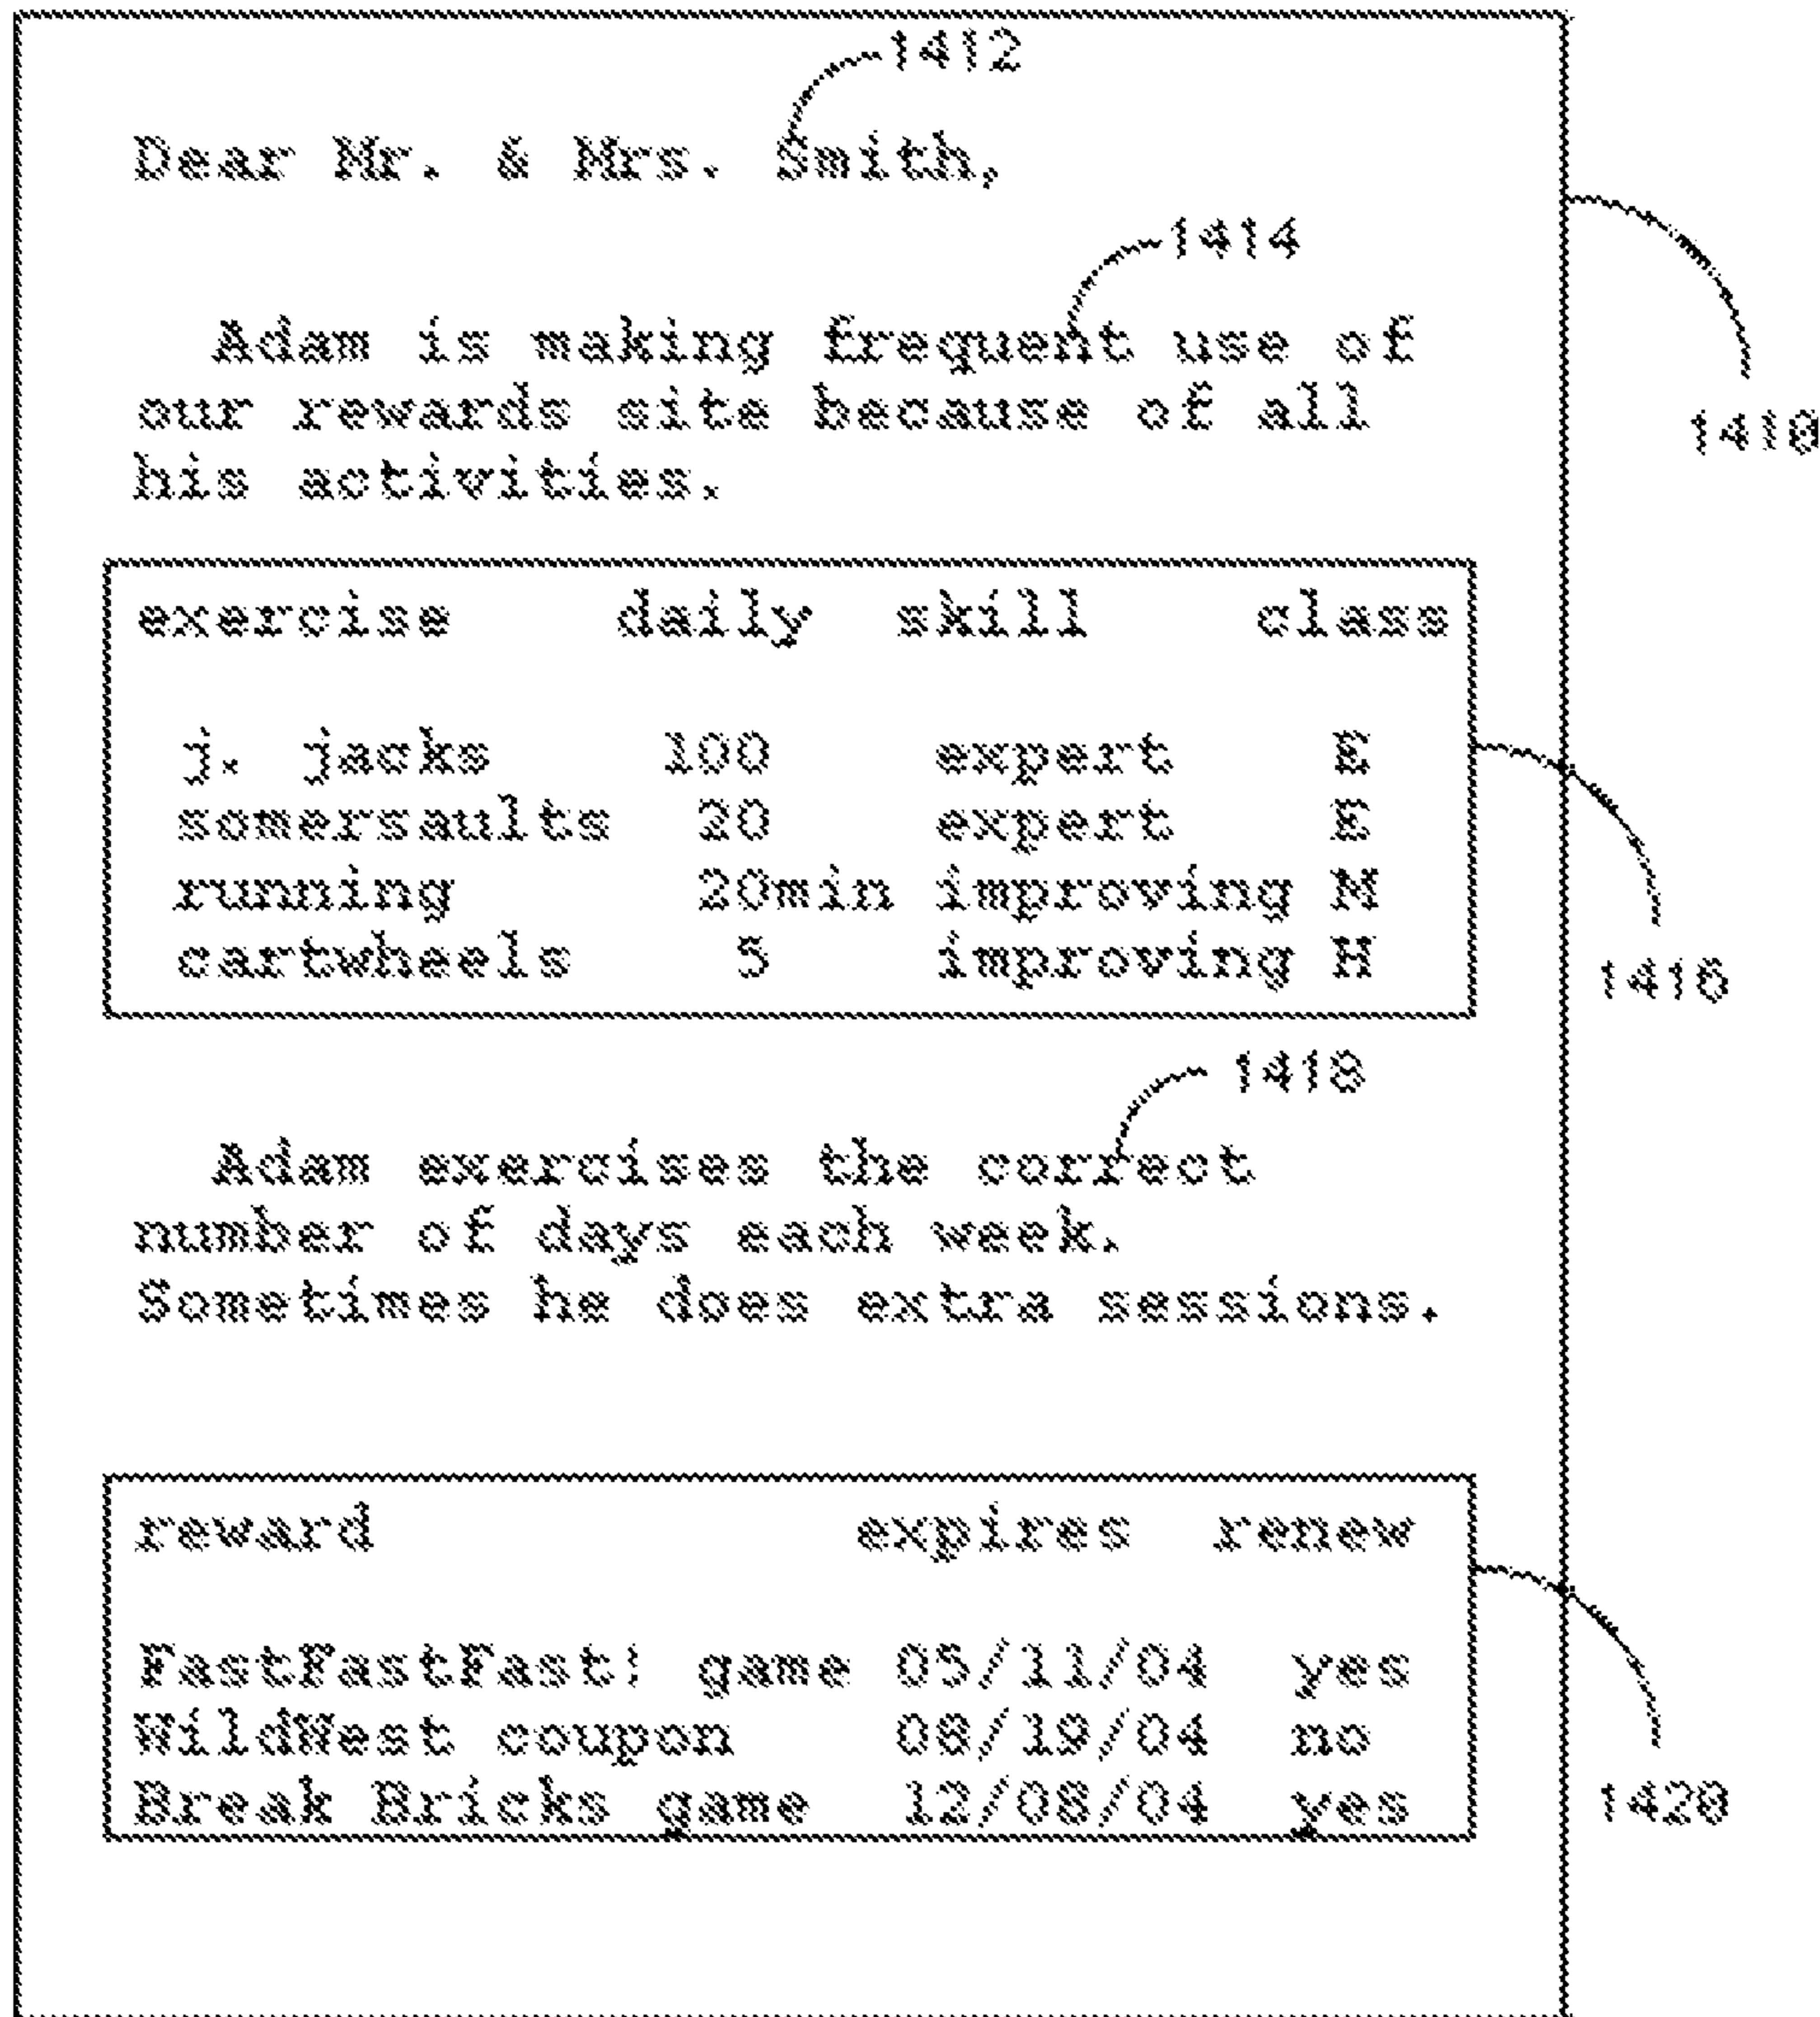 1412
Dear Mr. & Mrs. Smith,
1414
Adam is making frequent use of
our rewards site because of all
his activities.
1410
exercise daily skill class
j. jacks 100 expert E
somersaults 20 expert E
running 20min improving M
cartwheels 5 improving H
1416
1418
Adam exercises the correct
number of days each week.
Sometimes he does extra sessions.
reward expires renew
FastFastFast! game 05/11/04 yes
WildWest coupon 08/19/04 no
Break Bricks game 12/08/04 yes
1420